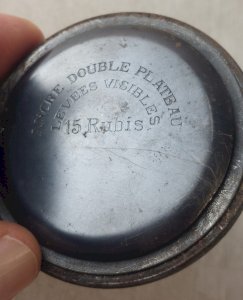 ANCRE DOUBLE PLATEAU
LEVEES VISIBLES
15 Rubis